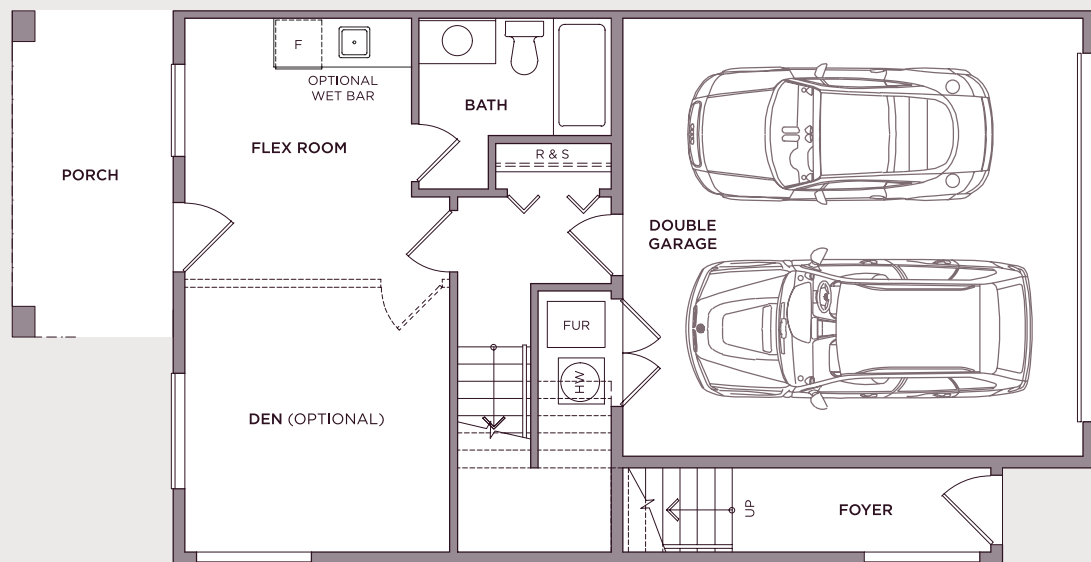 F
OPTIONAL
WET BAR
BATH
FLEX ROOM
R & S
PORCH
DOUBLE
GARAGE
FUR
HW
DEN (OPTIONAL)
UP
FOYER